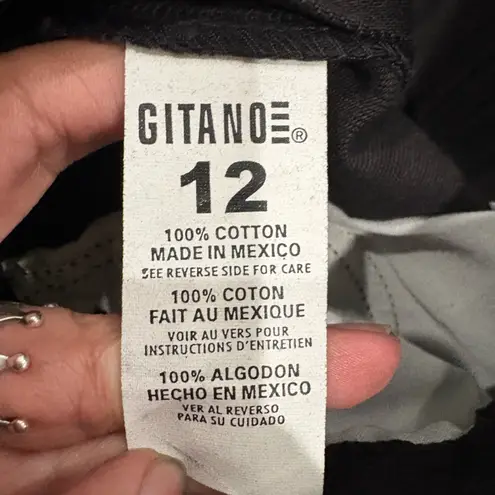 GITANO®
12
100% COTTON
MADE IN MEXICO
SEE REVERSE SIDE FOR CARE
100% COTON
FAIT AU MEXIQUE
VOIR AU VERS POUR
INSTRUCTIONS D'ENTRETIEN
100% ALGODON
HECHO EN MEXICO
VER AL REVERSO
PARA SU CUIDADO